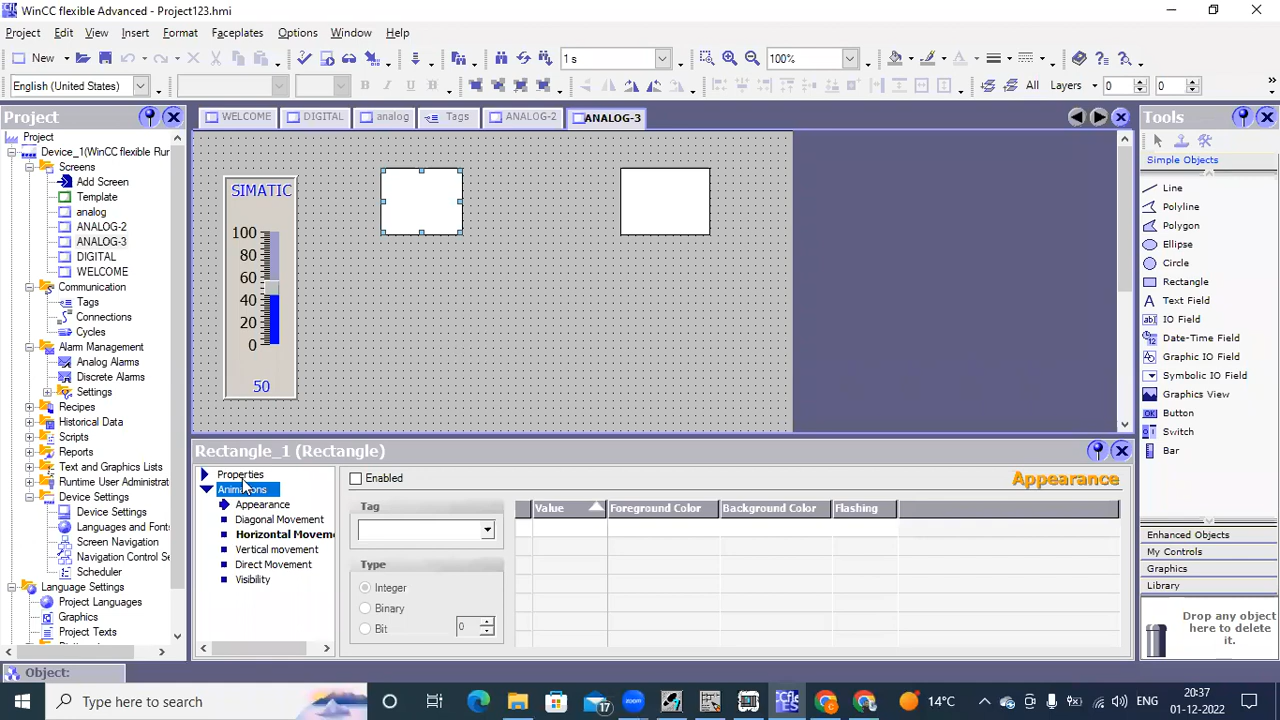 WinCC flexible Advanced - Project123.hmi
Project Edit View Insert Format Faceplates Options Window Help
New 1 s 100%
English (United States) B I U All Layers 0 0
Project WELCOME DIGITAL analog Tags ANALOG-2 ANALOG-3 Tools
Project
Device_1(WinCC flexible Run
Screens
Add Screen
Template
analog
ANALOG-2
ANALOG-3
DIGITAL
WELCOME
Communication
Tags
Connections
Cycles
Alarm Management
Analog Alarms
Discrete Alarms
Settings
Recipes
Historical Data
Scripts
Reports
Text and Graphics Lists
Runtime User Administrat
Device Settings
Device Settings
Languages and Fonts
Screen Navigation
Navigation Control Se
Scheduler
Language Settings
Project Languages
Graphics
Project Texts
SIMATIC
100
80
60
40
20
0
50
Simple Objects
Line
Polyline
Polygon
Ellipse
Circle
Rectangle
Text Field
IO Field
Date-Time Field
Graphic IO Field
Symbolic IO Field
Graphics View
Button
Switch
Bar
Enhanced Objects
My Controls
Graphics
Library
Drop any object
here to delete
it.
Rectangle_1 (Rectangle)
Properties
Animations
Appearance
Diagonal Movement
Horizontal Moveme
Vertical movement
Direct Movement
Visibility
Enabled Appearance
Tag
Type
Integer
Binary
Bit 0
Value Foreground Color Background Color Flashing
Object:
Type here to search 17 zoom 14°C ENG 20:37
01-12-2022